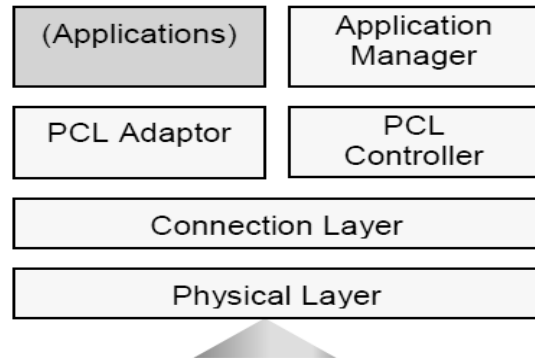 (Applications)
Application
Manager
PCL Adaptor
PCL
Controller
Connection Layer
Physical Layer